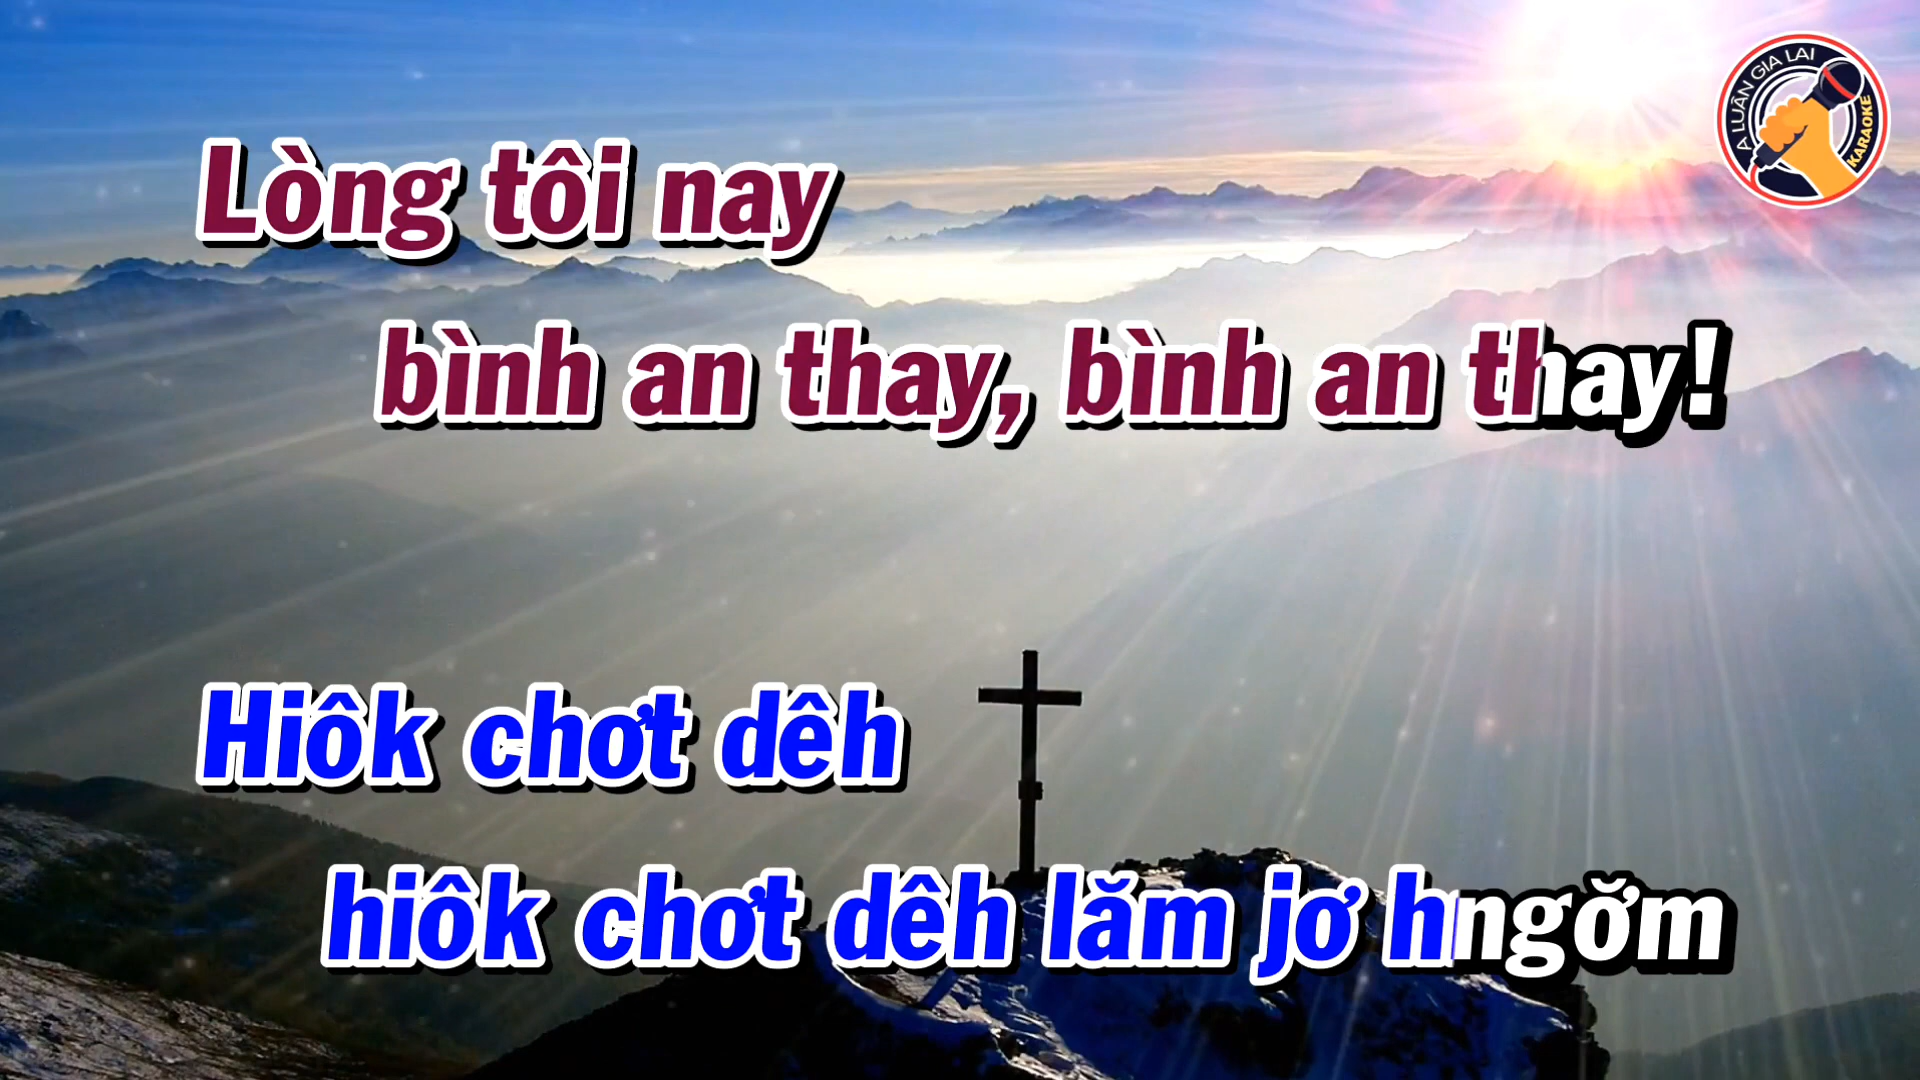 A LUÂN GIA LAI
KARAOKE
Lòng tôi nay
bình an thay, bình an thay!
Hiôk chơt dêh
hiôk chơt dêh lăm jơ hngơ̆m